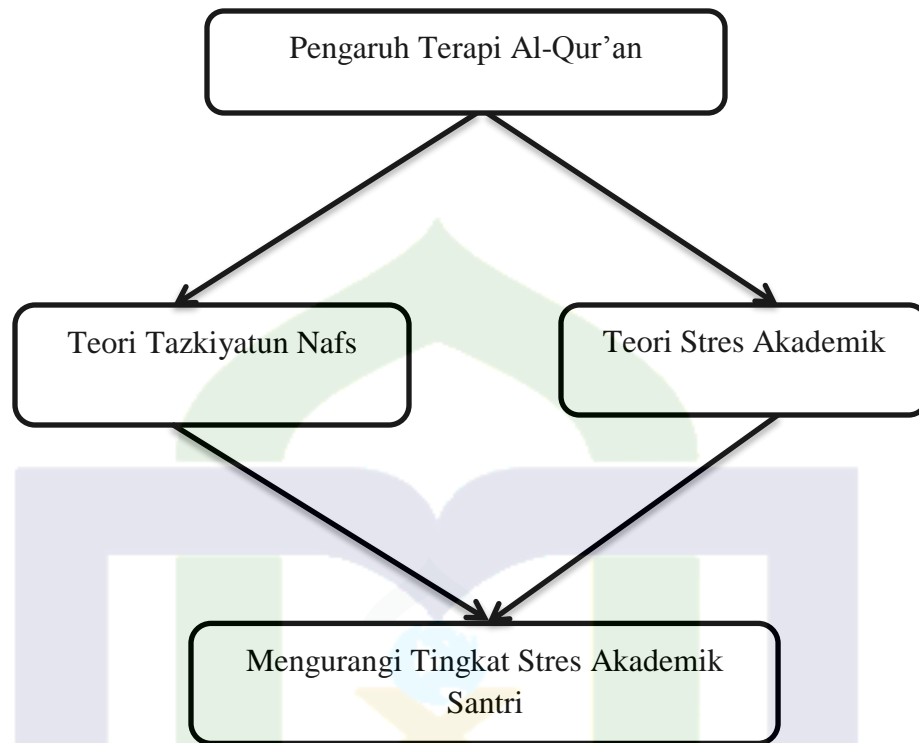 Pengaruh Terapi Al-Qur’an
Teori Tazkiyatun Nafs
Teori Stres Akademik
Mengurangi Tingkat Stres Akademik
Santri